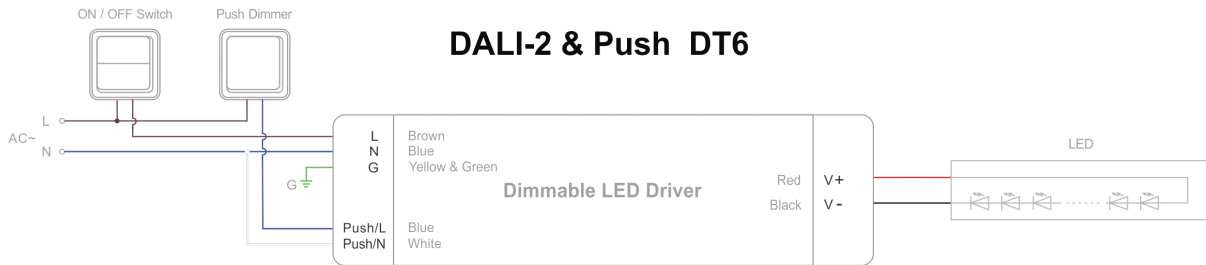 ON / OFF Switch
Push Dimmer
DALI-2 & Push DT6
L
AC~
N
G
L Brown
N Blue
G Yellow & Green
Dimmable LED Driver
Push/L Blue
Push/N White
Red V+
Black V-
LED